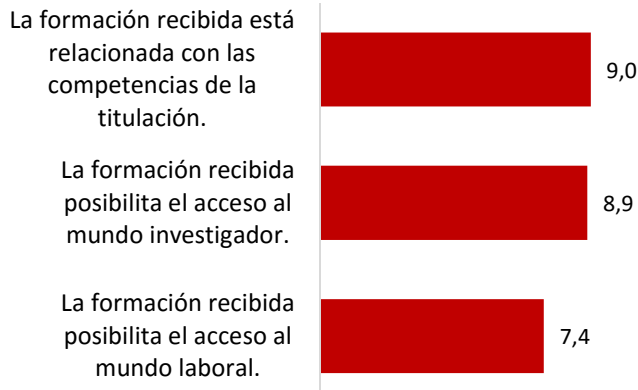 La formación recibida está
relacionada con las
competencias de la
titulación.
9,0
La formación recibida
posibilita el acceso al
mundo investigador.
8,9
La formación recibida
posibilita el acceso al
mundo laboral.
7,4